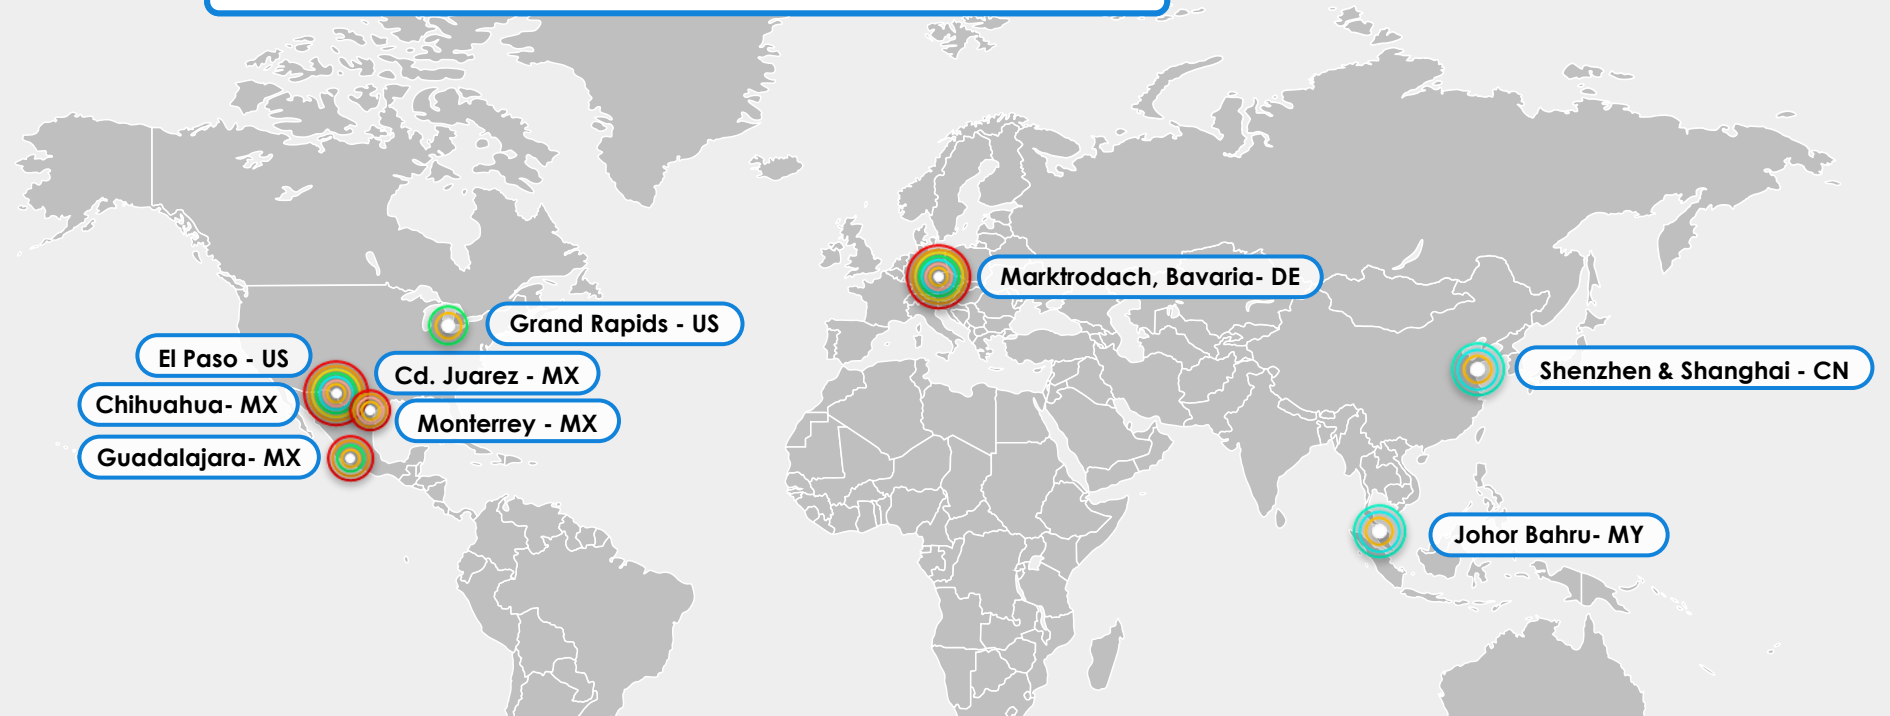 Marktrodach, Bavaria- DE
Grand Rapids - US
El Paso - US
Cd. Juarez - MX
Shenzhen & Shanghai - CN
Chihuahua- MX
Monterrey - MX
Guadalajara- MX
Johor Bahru- MY